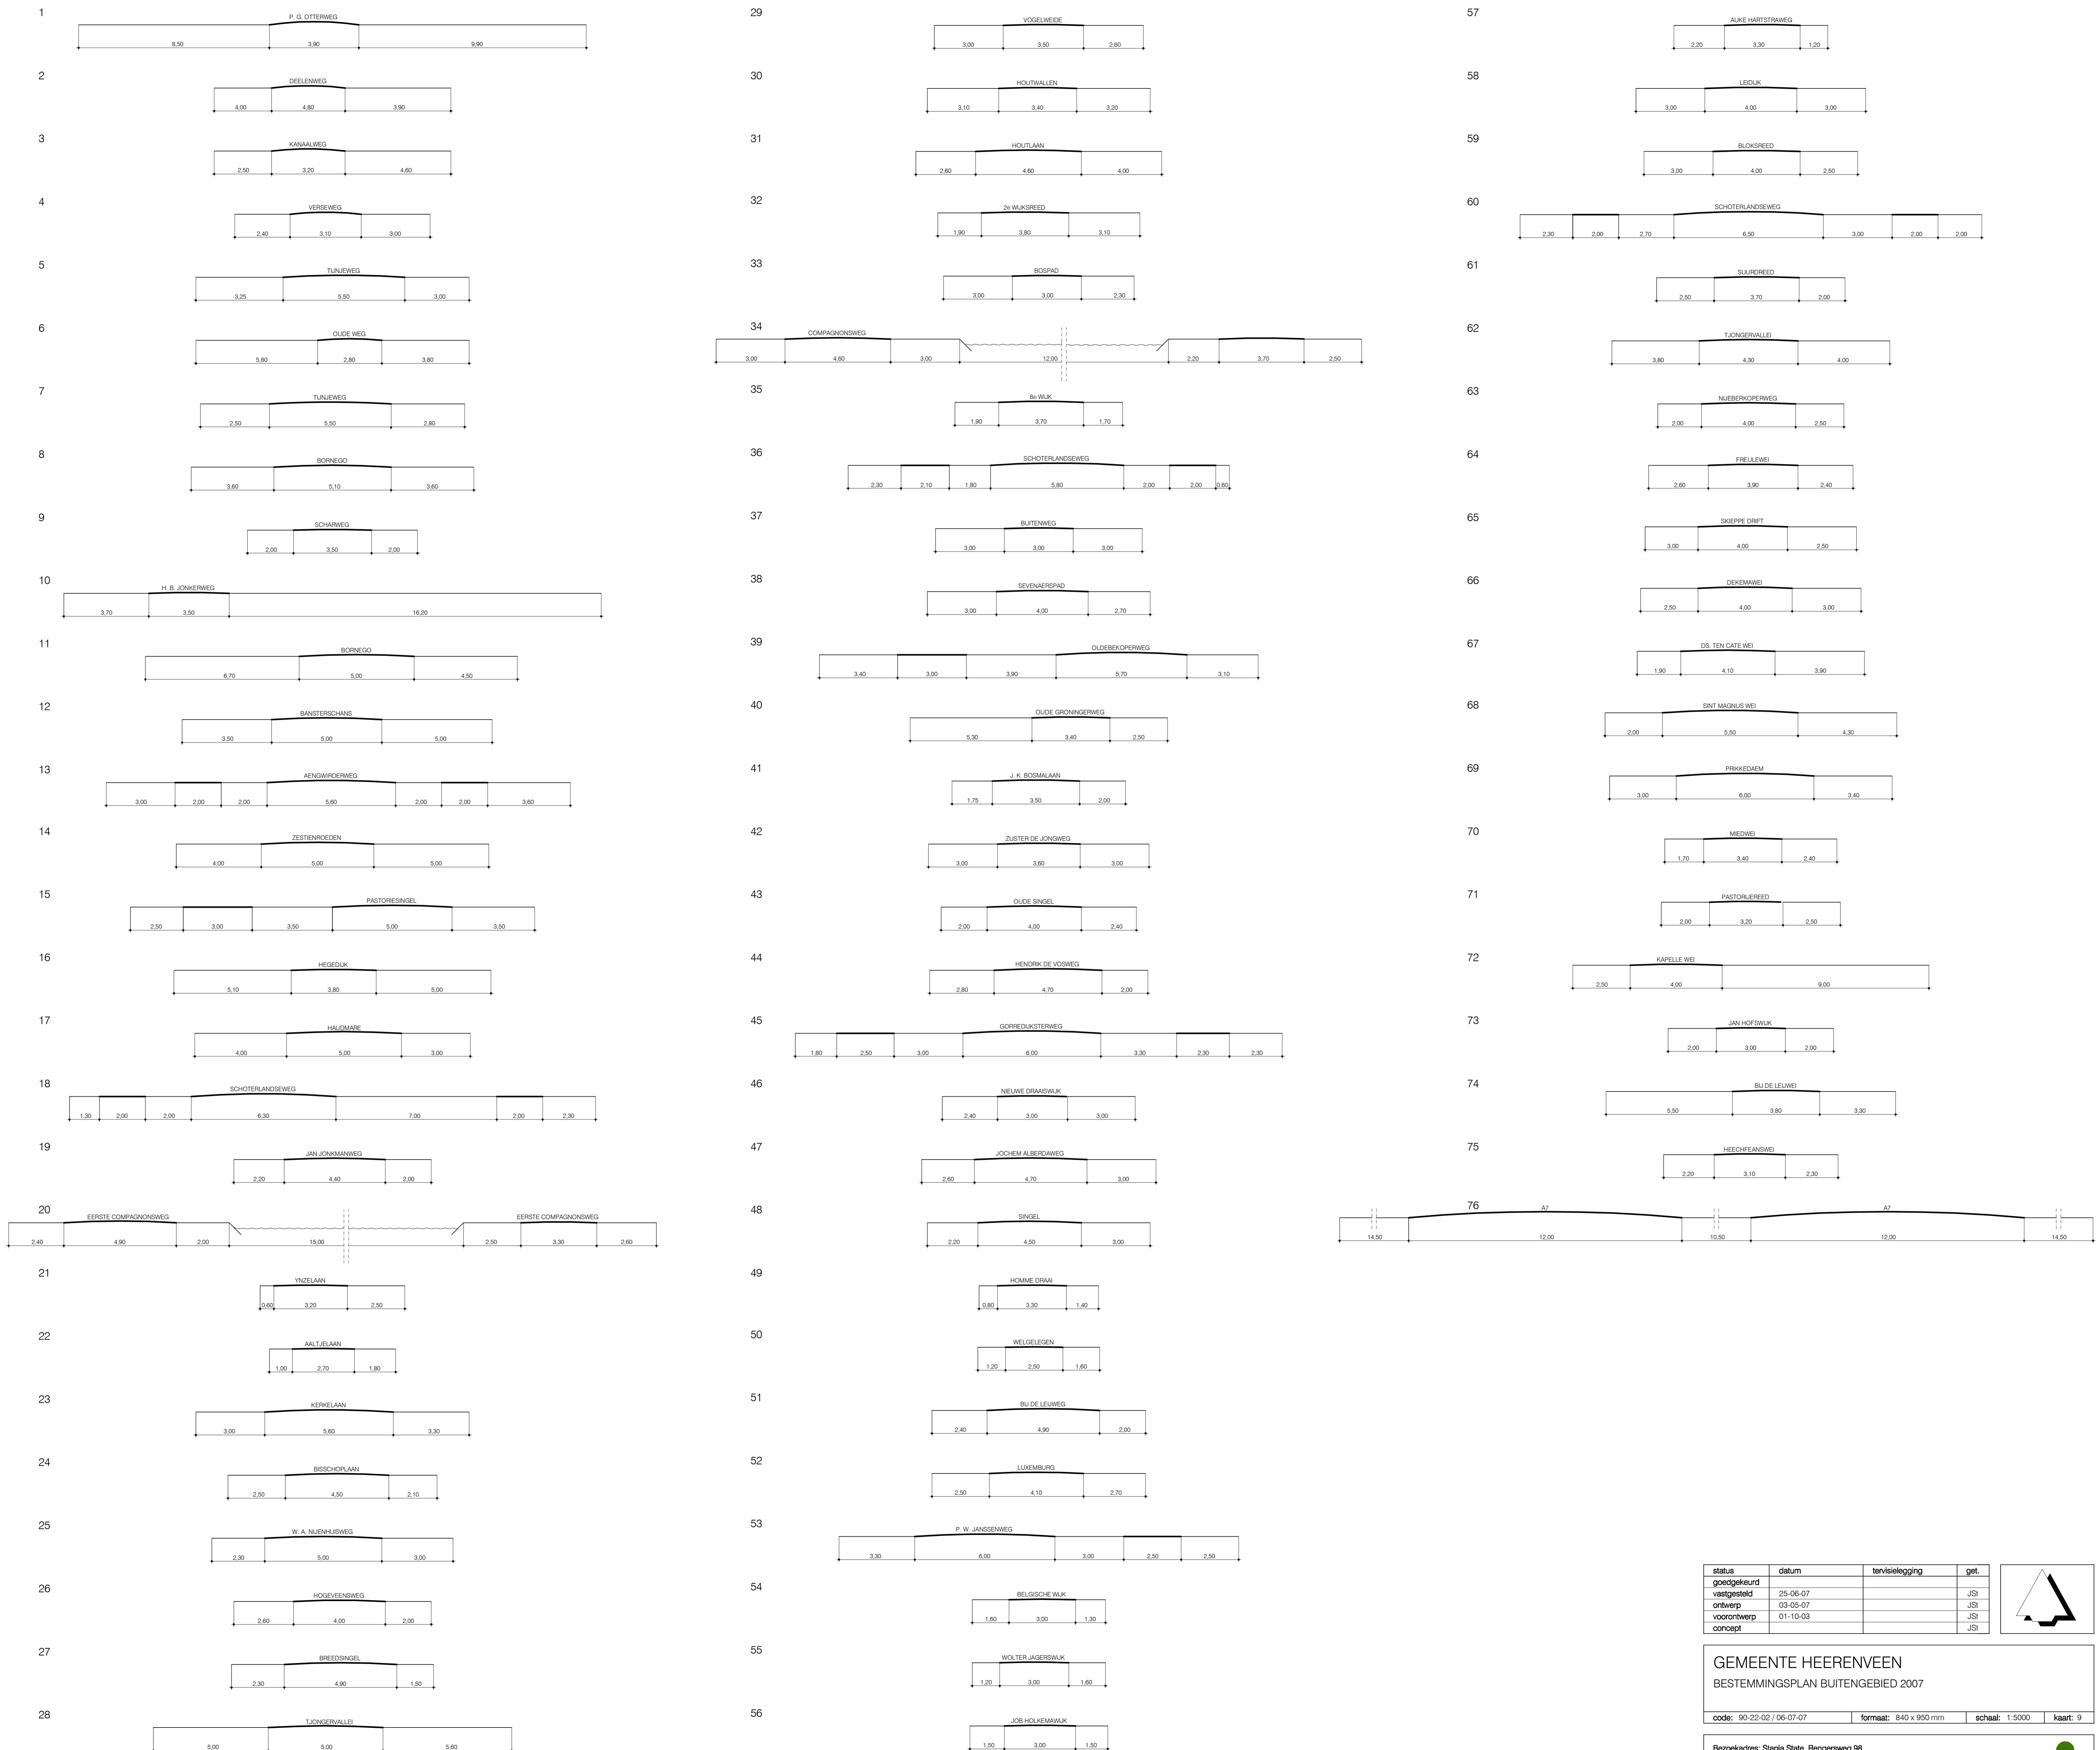 1
P. G. OTTERWEG
8,50 3,90 9,90
2
DEELENWEG
4,00 4,80 3,90
3
KANAALWEG
2,50 3,20 4,60
4
VERSEWEG
2,40 3,10 3,00
5
TIJNJEWEG
3,25 5,50 3,00
6
OUDE WEG
5,80 2,80 3,80
7
TIJNJEWEG
2,50 5,50 2,80
8
BORNEGO
3,60 5,10 3,60
9
SCHARWEG
2,00 3,50 2,00
10
H. B. JONKERWEG
3,70 3,50 16,20
11
BORNEGO
6,70 5,00 4,50
12
BANSTERSCHANS
3,50 5,00 5,00
13
AENGWIRDERWEG
3,00 2,00 2,00 5,60 2,00 2,00 3,60
14
ZESTIENROEDEN
4,00 5,00 5,00
15
PASTORIESINGEL
2,50 3,00 3,50 5,00 3,50
16
HEGEDIJK
5,10 3,80 5,00
17
HAUDMARE
4,00 5,00 3,00
18
SCHOTERLANDSEWEG
1,30 2,00 2,00 6,30 7,00 2,00 2,30
19
JAN JONKMANWEG
2,20 4,40 2,00
20
EERSTE COMPAGNONSWEG EERSTE COMPAGNONSWEG
2,40 4,90 2,00 15,00 2,50 3,30 2,60
21
YNZELAAN
0,60 3,20 2,50
22
AALTJELAAN
1,00 2,70 1,80
23
KERKELAAN
3,00 5,60 3,30
24
BISSCHOPLAAN
2,50 4,50 2,10
25
W. A. NIJENHUISWEG
2,30 5,00 3,00
26
HOGEVEENSWEG
2,60 4,00 2,00
27
BREEDSINGEL
2,30 4,90 1,50
28
TJONGERVALLEI
5,00 5,00 5,60
29
VOGELWEIDE
3,00 3,50 2,60
30
HOUTWALLEN
3,10 3,40 3,20
31
HOUTLAAN
2,60 4,60 4,00
32
2e WIJKSREED
1,90 3,80 3,10
33
BOSPAD
3,00 3,00 2,30
34
COMPAGNONSWEG
3,00 4,60 3,00 12,00 2,20 3,70 2,50
35
8e WIJK
1,90 3,70 1,70
36
SCHOTERLANDSEWEG
2,30 2,10 1,80 5,80 2,00 2,00 0,60
37
BUITENWEG
3,00 3,00 3,00
38
SEVENAERSPAD
3,00 4,00 2,70
39
OLDEBEKOPERWEG
3,40 3,00 3,90 5,70 3,10
40
OUDE GRONINGERWEG
5,30 3,40 2,50
41
J. K. BOSMALAAN
1,75 3,50 2,00
42
ZUSTER DE JONGWEG
3,00 3,60 3,00
43
OUDE SINGEL
2,00 4,00 2,40
44
HENDRIK DE VOSWEG
2,80 4,70 2,00
45
GORREDIJKSTERWEG
1,80 2,50 3,00 6,00 3,30 2,30 2,30
46
NIEUWE DRAAISWIJK
2,40 3,00 3,00
47
JOCHEM ALBERDAWEG
2,60 4,70 3,00
48
SINGEL
2,20 4,50 3,00
49
HOMME DRAAI
0,80 3,30 1,40
50
WELGELEGEN
1,20 2,50 1,60
51
BIJ DE LEIJWEG
2,40 4,90 2,00
52
LUXEMBURG
2,50 4,10 2,70
53
P. W. JANSSENWEG
3,30 6,00 3,00 2,50 2,50
54
BELGISCHE WIJK
1,60 3,00 1,30
55
WOLTER JAGERSWIJK
1,20 3,00 1,60
56
JOB HOLKEMAWIJK
1,50 3,00 1,50
57
AUKE HARTSTRAWEG
2,20 3,30 1,20
58
LEIDIJK
3,00 4,00 3,00
59
BLOKSREED
3,00 4,00 2,50
60
SCHOTERLANDSEWEG
2,30 2,00 2,70 6,50 3,00 2,00 2,00
61
SUURDREED
2,50 3,70 2,00
62
TJONGERVALLEI
3,80 4,30 4,00
63
NIJEBERKOPERWEG
2,00 4,00 2,50
64
FREULEWEI
2,60 3,90 2,40
65
SKIEPPE DRIFT
3,00 4,00 2,50
66
DEKEMAWEI
2,50 4,00 3,00
67
DS. TEN CATE WEI
1,90 4,10 3,90
68
SINT MAGNUS WEI
2,00 5,50 4,30
69
PRIKKEDAEM
3,00 6,00 3,40
70
MIEDWEI
1,70 3,40 2,40
71
PASTORIJEREED
2,00 3,20 2,50
72
KAPELLE WEI
2,50 4,00 9,00
73
JAN HOFSWIJK
2,00 3,00 2,00
74
BIJ DE LEIJWEI
5,50 3,80 3,30
75
HEECHFEANSWEI
2,20 3,10 2,30
76
A7 A7
14,50 12,00 10,50 12,00 14,50
status datum tervisielegging get.
goedgekeurd
vastgesteld 25-06-07 JSt
ontwerp 03-05-07 JSt
voorontwerp 01-10-03 JSt
concept JSt
GEMEENTE HEERENVEEN
BESTEMMINGSPLAN BUITENGEBIED 2007
code: 90-22-02 / 06-07-07 formaat: 840 x 950 mm schaal: 1:5000 kaart: 9
Bezoekadres: Stania State, Rengersweg 98